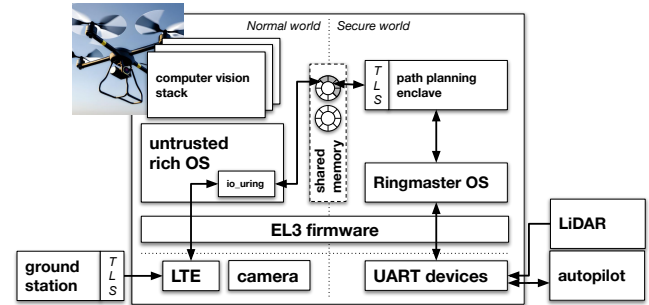 Normal world
Secure world
computer vision
stack
T
L
S
path planning
enclave
untrusted
rich OS
io_uring
shared
memory
Ringmaster OS
EL3 firmware
ground
station
T
L
S
LTE
camera
UART devices
LiDAR
autopilot